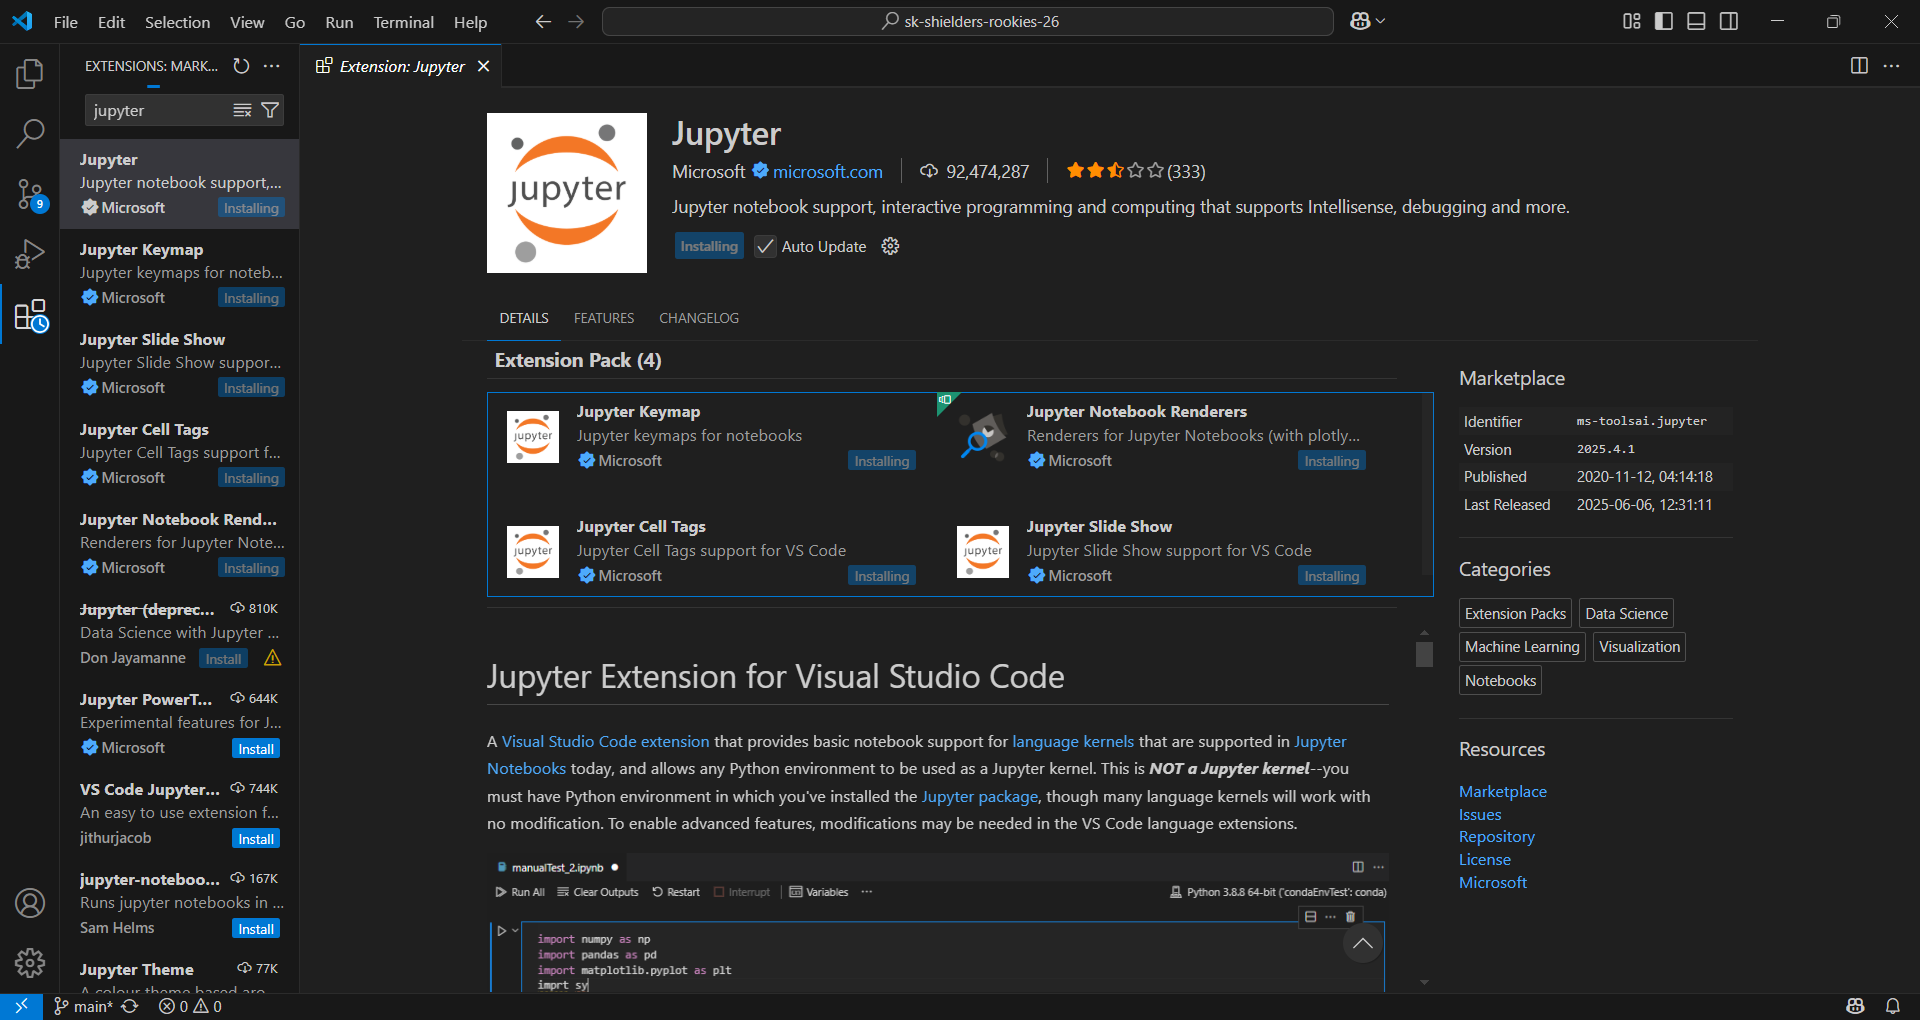 File Edit Selection View Go Run Terminal Help
sk-shielders-rookies-26
EXTENSIONS: MARK...
jupyter
Jupyter
Jupyter notebook support,...
Microsoft Installing
Jupyter Keymap
Jupyter keymaps for noteb...
Microsoft Installing
Jupyter Slide Show
Jupyter Slide Show suppor...
Microsoft Installing
Jupyter Cell Tags
Jupyter Cell Tags support f...
Microsoft Installing
Jupyter Notebook Rend...
Renderers for Jupyter Note...
Microsoft Installing
Jupyter (deprec... 810K
Data Science with Jupyter ...
Don Jayamanne Install
Jupyter PowerT... 644K
Experimental features for J...
Microsoft Install
VS Code Jupyter... 744K
An easy to use extension f...
jithurjacob Install
jupyter-noteboo... 167K
Runs jupyter notebooks in ...
Sam Helms Install
Jupyter Theme 77K
A colour theme based aro...
9
Extension: Jupyter
jupyter
Jupyter
Microsoft microsoft.com 92,474,287 (333)
Jupyter notebook support, interactive programming and computing that supports Intellisense, debugging and more.
Installing Auto Update
DETAILS FEATURES CHANGELOG
Extension Pack (4)
jupyter
Jupyter Keymap
Jupyter keymaps for notebooks
Microsoft Installing
Jupyter Notebook Renderers
Renderers for Jupyter Notebooks (with plotly...
Microsoft Installing
jupyter
Jupyter Cell Tags
Jupyter Cell Tags support for VS Code
Microsoft Installing
jupyter
Jupyter Slide Show
Jupyter Slide Show support for VS Code
Microsoft Installing
Jupyter Extension for Visual Studio Code
A Visual Studio Code extension that provides basic notebook support for language kernels that are supported in Jupyter
Notebooks today, and allows any Python environment to be used as a Jupyter kernel. This is NOT a Jupyter kernel--you
must have Python environment in which you've installed the Jupyter package, though many language kernels will work with
no modification. To enable advanced features, modifications may be needed in the VS Code language extensions.
manualTest_2.ipynb
Run All Clear Outputs Restart Interrupt Variables ... Python 3.8.8 64-bit ('condaEnvTest': conda)
import numpy as np
import pandas as pd
import matplotlib.pyplot as plt
imprt sy
Marketplace
Identifier ms-toolsai.jupyter
Version 2025.4.1
Published 2020-11-12, 04:14:18
Last Released 2025-06-06, 12:31:11
Categories
Extension Packs Data Science
Machine Learning Visualization
Notebooks
Resources
Marketplace
Issues
Repository
License
Microsoft
main* 0 0